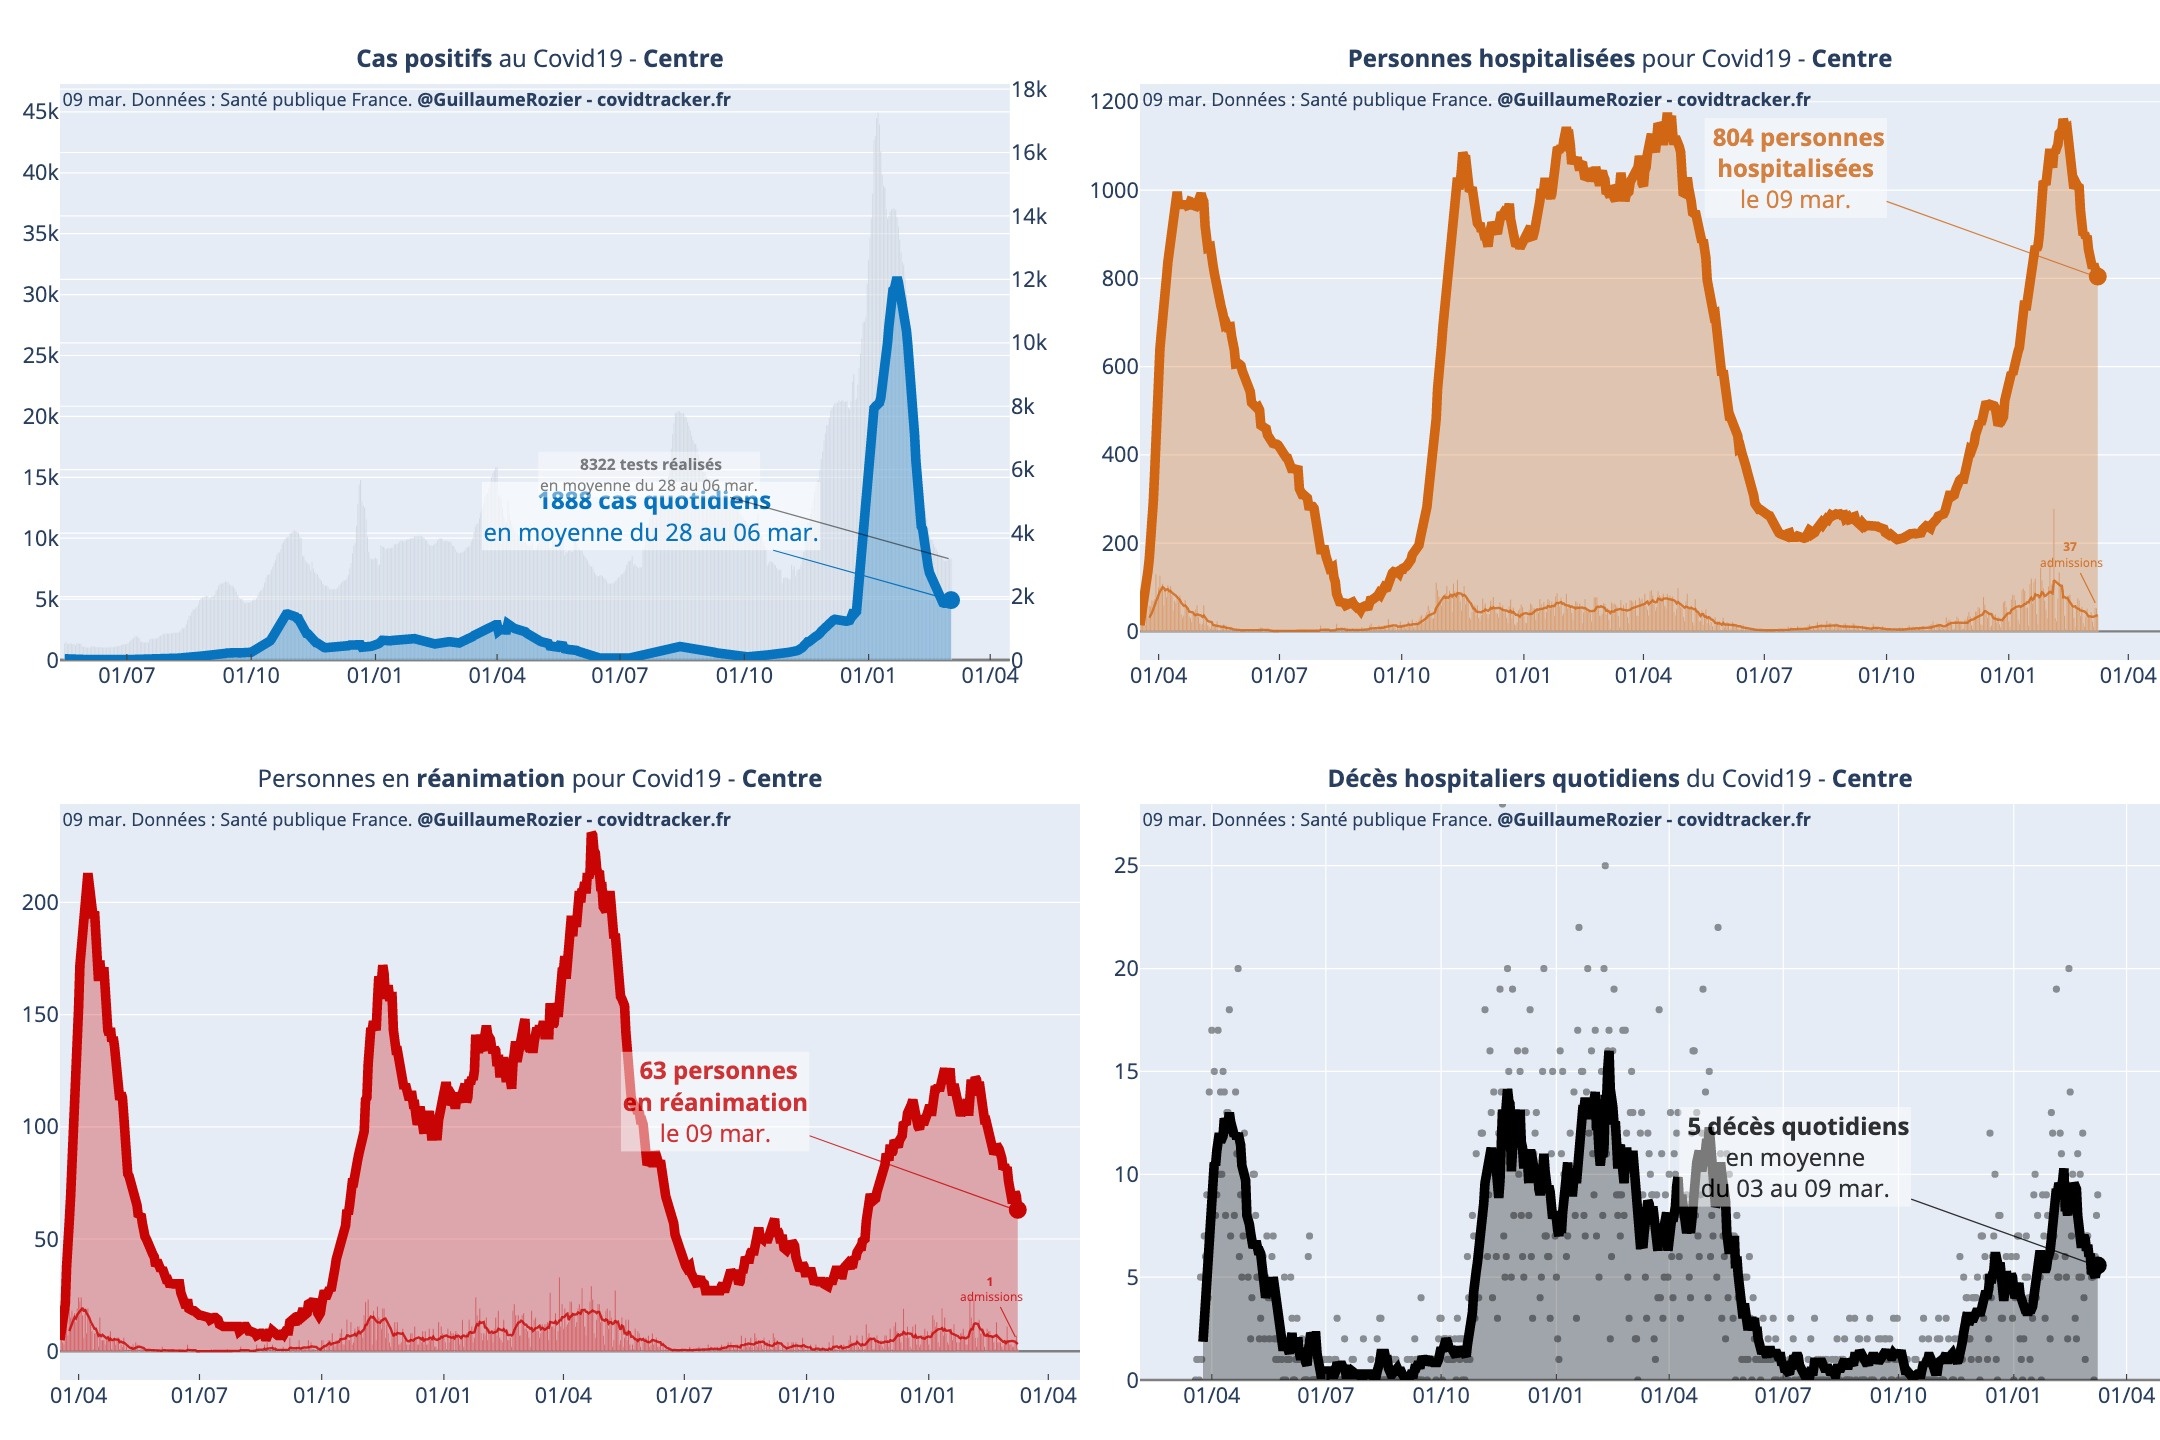 Cas positifs au Covid19 - Centre
09 mar. Données : Santé publique France. @GuillaumeRozier - covidtracker.fr
45k
40k
35k
30k
25k
20k
15k
10k
5k
0
18k
16k
14k
12k
10k
8k
6k
4k
2k
0
8322 tests réalisés
en moyenne du 28 au 06 mar.
1888 cas quotidiens
en moyenne du 28 au 06 mar.
01/07 01/10 01/01 01/04 01/07 01/10 01/01 01/04
Personnes hospitalisées pour Covid19 - Centre
09 mar. Données : Santé publique France. @GuillaumeRozier - covidtracker.fr
1200
1000
800
600
400
200
0
804 personnes
hospitalisées
le 09 mar.
37
admissions
01/04 01/07 01/10 01/01 01/04 01/07 01/10 01/01 01/04
Personnes en réanimation pour Covid19 - Centre
09 mar. Données : Santé publique France. @GuillaumeRozier - covidtracker.fr
200
150
100
50
0
63 personnes
en réanimation
le 09 mar.
1
admissions
01/04 01/07 01/10 01/01 01/04 01/07 01/10 01/01 01/04
Décès hospitaliers quotidiens du Covid19 - Centre
09 mar. Données : Santé publique France. @GuillaumeRozier - covidtracker.fr
25
20
15
10
5
0
5 décès quotidiens
en moyenne
du 03 au 09 mar.
01/04 01/07 01/10 01/01 01/04 01/07 01/10 01/01 01/04